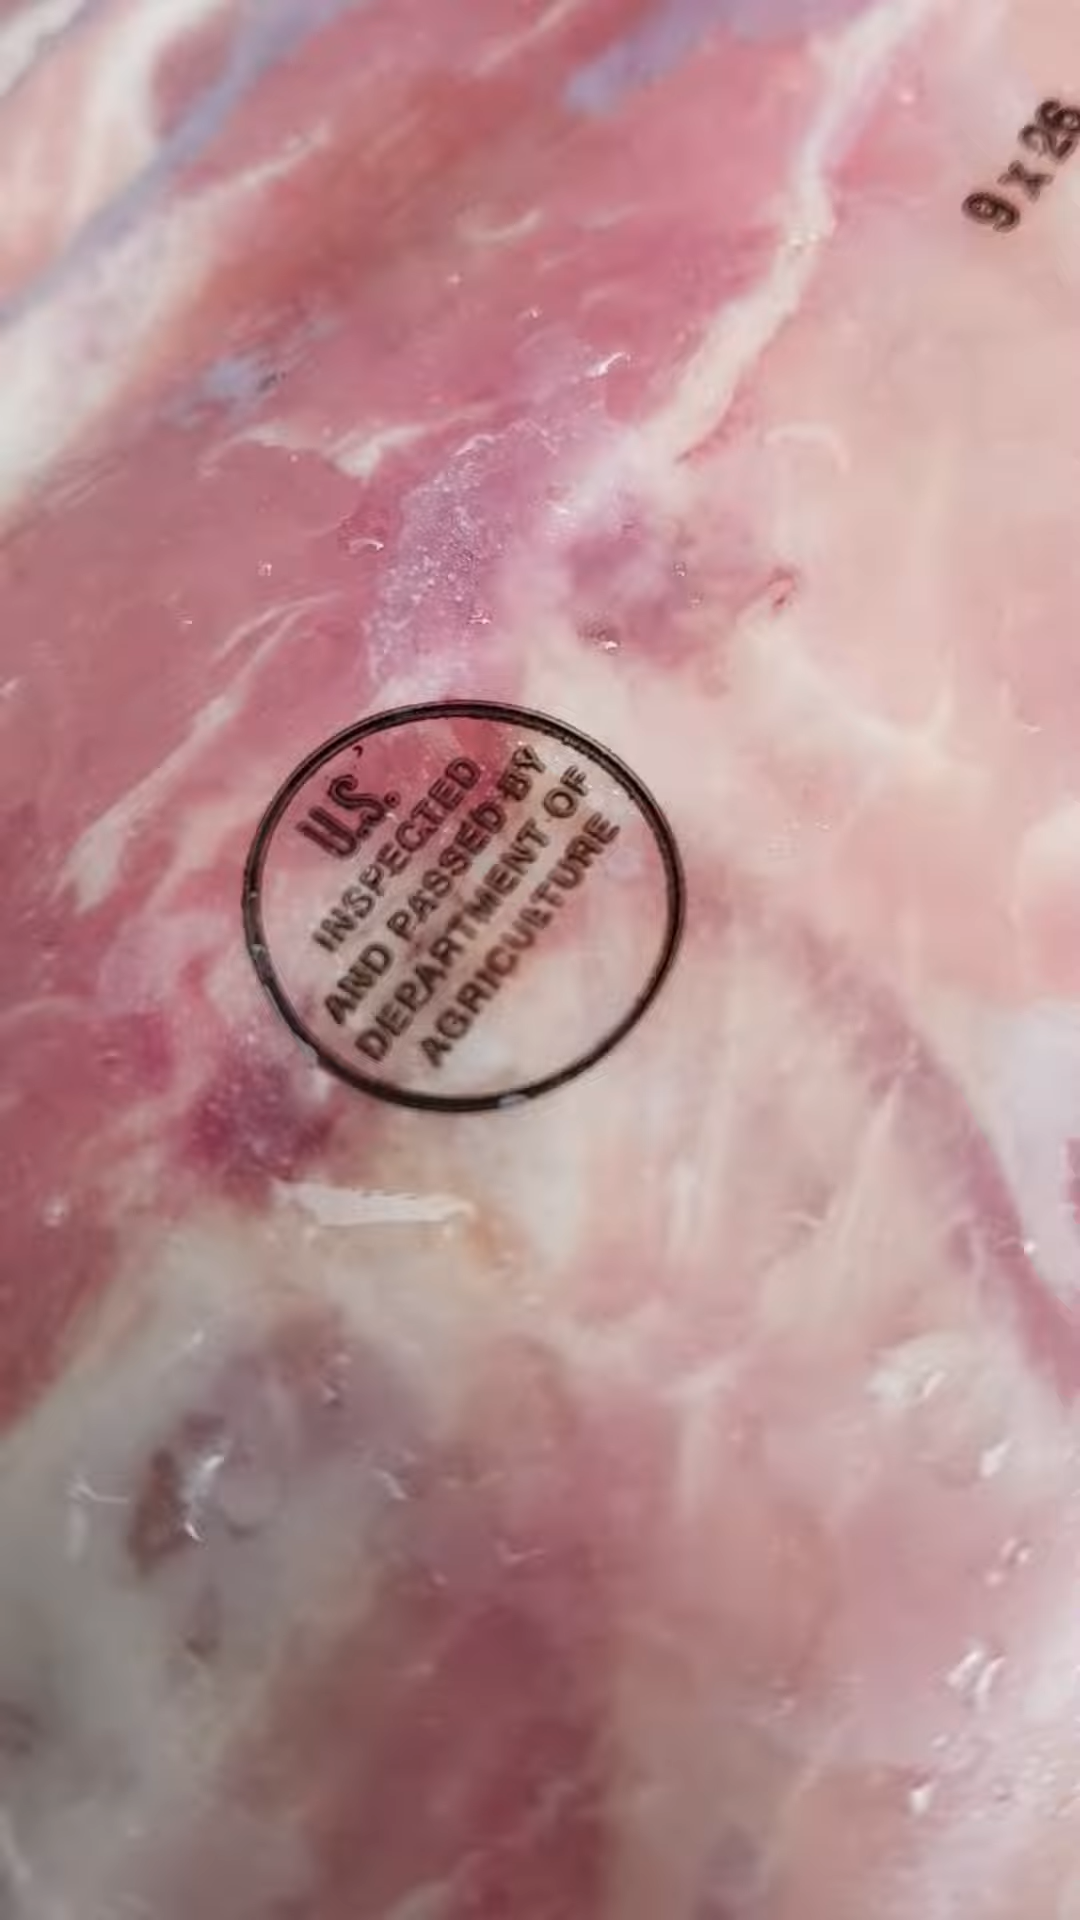 9 x 26
U.S.
INSPECTED
AND PASSED BY
DEPARTMENT OF
AGRICULTURE